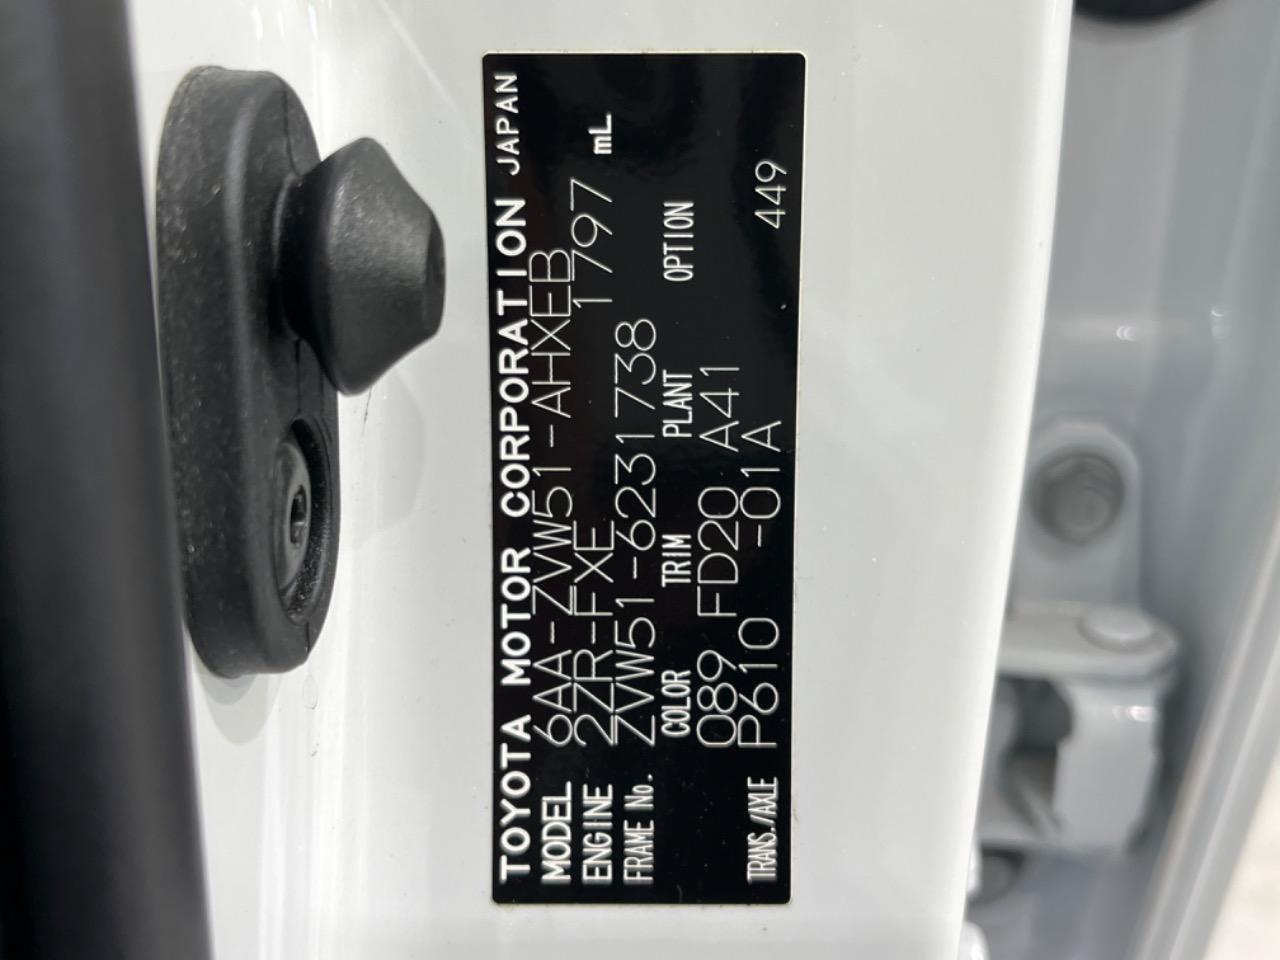 TOYOTA MOTOR CORPORATION JAPAN
MODEL 6AA-ZVW51-AHXEB
ENGINE 2ZR-FXE 1797 mL
FRAME No. ZVW51-6231738
COLOR TRIM PLANT OPTION
089 FD20 A41
TRANS./AXLE P610 -01A 449